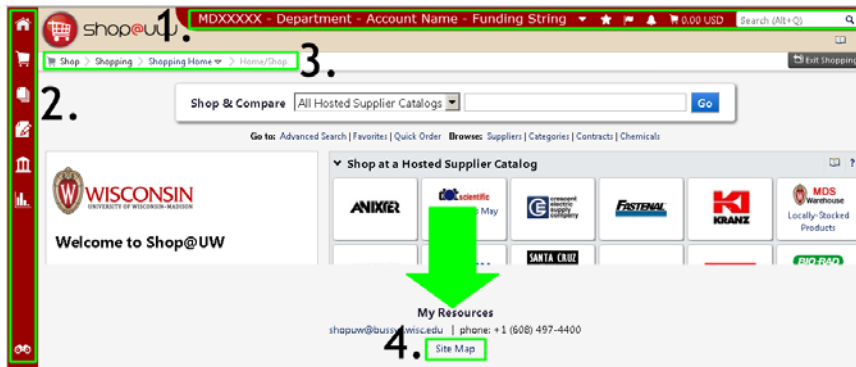 1.
MDXXXXX - Department - Account Name - Funding String
0.00 USD
Search (Alt+Q)
shop@UW
Shop > Shopping > Shopping Home > Home/Shop
3.
Exit Shopping
2.
Shop & Compare All Hosted Supplier Catalogs Go
Go to: Advanced Search | Favorites | Quick Order Browse: Suppliers | Categories | Contracts | Chemicals
Shop at a Hosted Supplier Catalog ?
WISCONSIN
UNIVERSITY OF WISCONSIN-MADISON
Welcome to Shop@UW
ANIXTER
dot scientific
May
crescent electric supply company
FASTENAL
K
KRANZ
MDS
Warehouse
Locally-Stocked
Products
SANTA CRUZ
BIO-RAD
My Resources
| phone: +1 (608) 497-4400
4.
Site Map